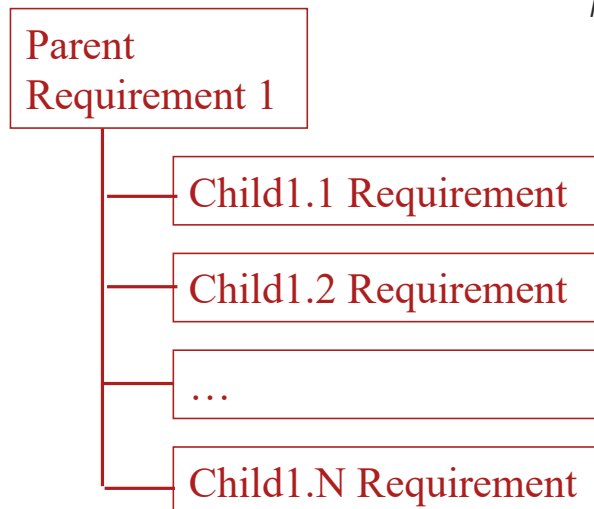 Parent
Requirement 1
Child1.1 Requirement
Child1.2 Requirement
…
Child1.N Requirement